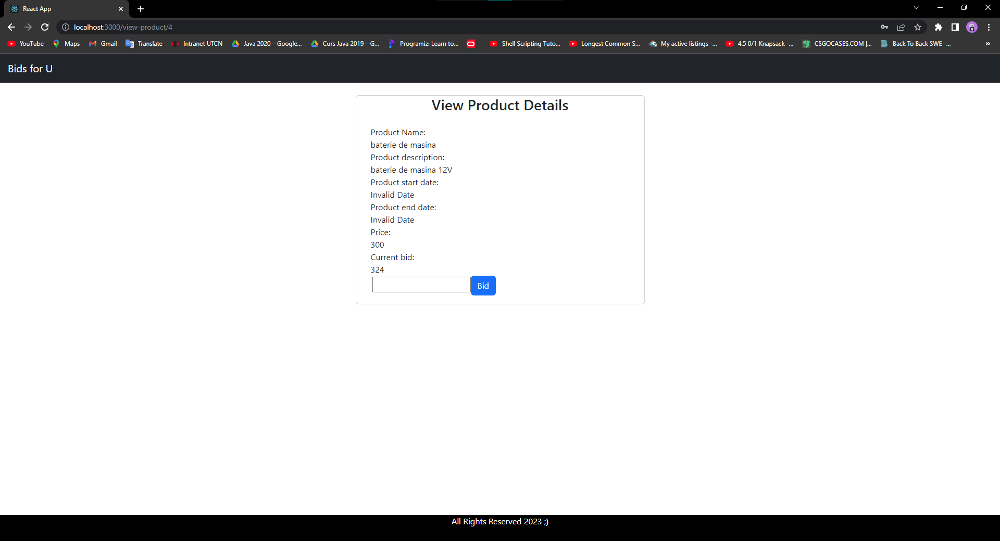 React App
localhost:3000/view-product/4
YouTube Maps Gmail Translate Intranet UTCN Java 2020 – Google... Curs Java 2019 – G... Programiz: Learn to... Shell Scripting Tuto... Longest Common S... My active listings -... 4.5 0/1 Knapsack -... CSGOCASES.COM |... Back To Back SWE -... »
Bids for U
View Product Details
Product Name:
baterie de masina
Product description:
baterie de masina 12V
Product start date:
Invalid Date
Product end date:
Invalid Date
Price:
300
Current bid:
324
Bid
All Rights Reserved 2023 ;)